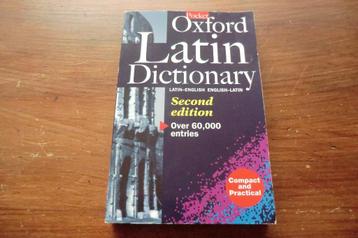 Pocket
Oxford
Latin
Dictionary
LATIN–ENGLISH ENGLISH–LATIN
Second
edition
Over 60,000
entries
Compact
and
Practical